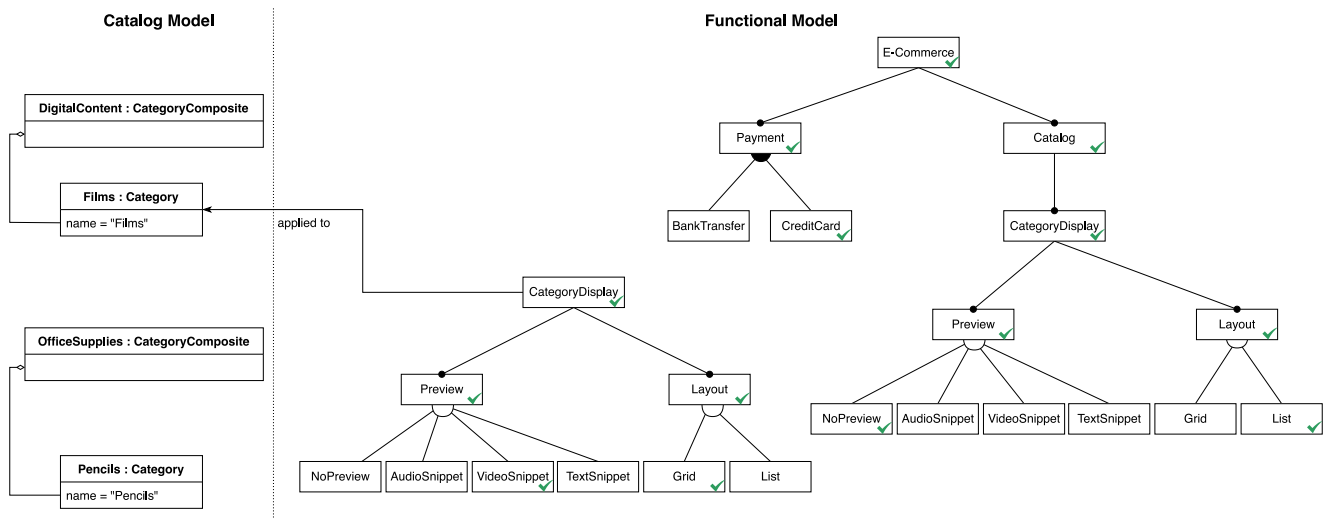 Catalog Model
Functional Model
E-Commerce
DigitalContent : CategoryComposite
Payment
Catalog
Films : Category
name = "Films"
applied to
BankTransfer
CreditCard
CategoryDisplay
CategoryDisplay
OfficeSupplies : CategoryComposite
Preview
Layout
Preview
Layout
NoPreview
AudioSnippet
VideoSnippet
TextSnippet
Grid
List
Pencils : Category
name = "Pencils"
NoPreview
AudioSnippet
VideoSnippet
TextSnippet
Grid
List